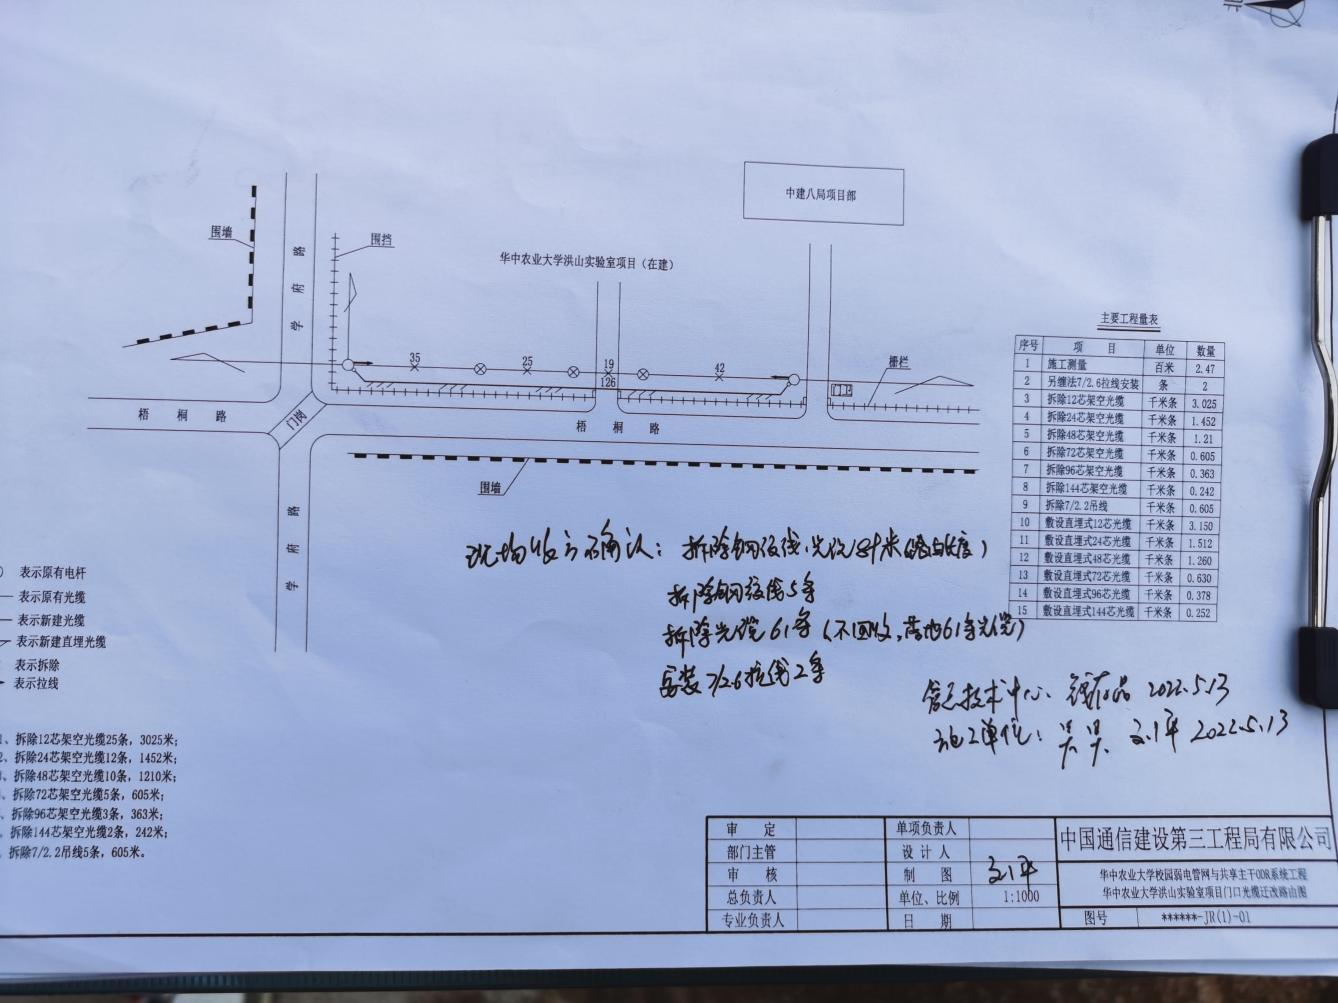 北
中建八局项目部
围墙
围挡
华中农业大学洪山实验室项目（在建）
学府路
35
25
19
126
42
栅栏
门卫
梧桐路
门岗
梧桐路
围墙
学府路
主要工程量表
序号 项目 单位 数量
1 施工测量 百米 2.47
2 另缠法7/2.6拉线安装 条 2
3 拆除12芯架空光缆 千米条 3.025
4 拆除24芯架空光缆 千米条 1.452
5 拆除48芯架空光缆 千米条 1.21
6 拆除72芯架空光缆 千米条 0.605
7 拆除96芯架空光缆 千米条 0.363
8 拆除144芯架空光缆 千米条 0.242
9 拆除7/2.2吊线 千米条 0.605
10 敷设直埋式12芯光缆 千米条 3.150
11 敷设直埋式24芯光缆 千米条 1.512
12 敷设直埋式48芯光缆 千米条 1.260
13 敷设直埋式72芯光缆 千米条 0.630
14 敷设直埋式96芯光缆 千米条 0.378
15 敷设直埋式144芯光缆 千米条 0.252
表示原有电杆
表示原有光缆
表示新建光缆
表示新建直埋光缆
表示拆除
表示拉线
现场收方确认：拆除钢绞线、光缆
拆除钢绞线5条
拆除光缆61条（不回收，落地61条光缆）
安装7/2.6拉线2条
信息技术中心： 2022.5.13
施工单位： 2022.5.13
1、拆除12芯架空光缆25条，3025米；
2、拆除24芯架空光缆12条，1452米；
、拆除48芯架空光缆10条，1210米；
、拆除72芯架空光缆5条，605米；
、拆除96芯架空光缆3条，363米；
、拆除144芯架空光缆2条，242米；
、拆除7/2.2吊线5条，605米。
审定 单项负责人
部门主管 设计人
审核 制图
总负责人 单位、比例 1:1000
专业负责人 日期
中国通信建设第三工程局有限公司
华中农业大学校园弱电管网与共享主干ODR系统工程
华中农业大学洪山实验室项目门口光缆迁改路由图
图号 ******-JR(1)-01